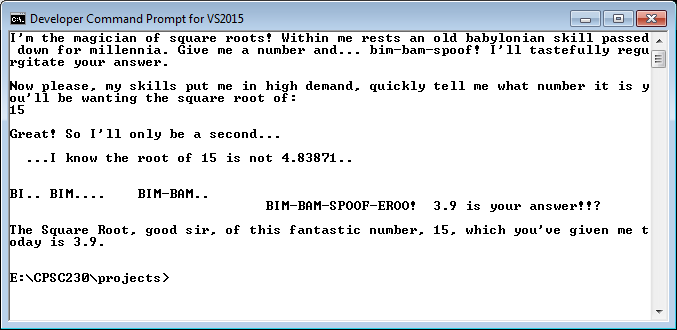 Developer Command Prompt for VS2015
I'm the magician of square roots! Within me rests an old babylonian skill passed
 down for millennia. Give me a number and... bim-bam-spoof! I'll tastefully regu
rgitate your answer.
Now please, my skills put me in high demand, quickly tell me what number it is y
ou'll be wanting the square root of:
15
Great! So I'll only be a second...
  ...I know the root of 15 is not 4.83871..
BI.. BIM....    BIM-BAM..
                                BIM-BAM-SPOOF-EROO!  3.9 is your answer!!?
The Square Root, good sir, of this fantastic number, 15, which you've given me t
oday is 3.9.
E:\CPSC230\projects>